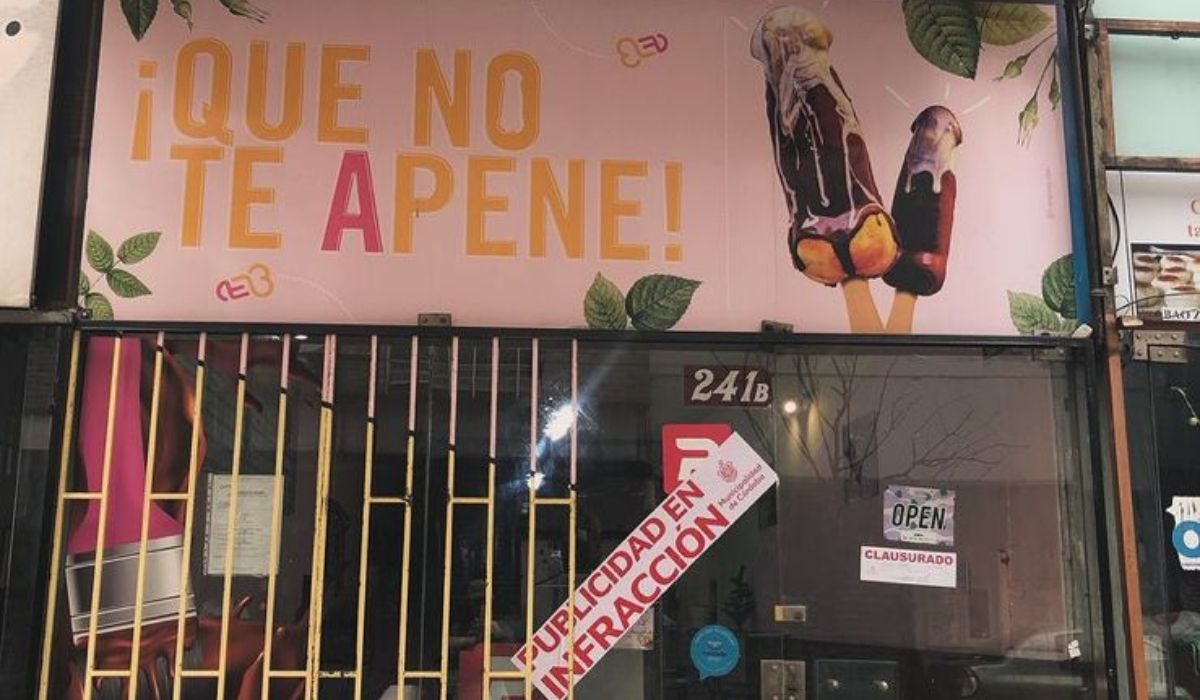 ¡QUE NO
TE APENE!
241B
PUBLICIDAD EN
INFRACCIÓN
Municipalidad
de Córdoba
OPEN
CLAUSURADO